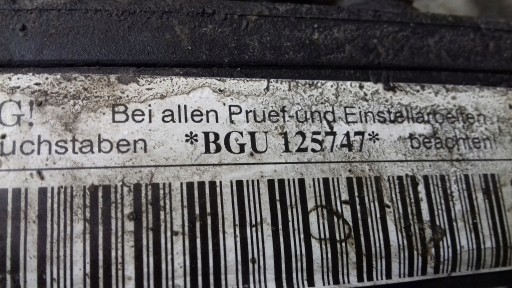 G! Bei allen Pruef-und Einstellarbeiten
uchstaben *BGU 125747* beachten!